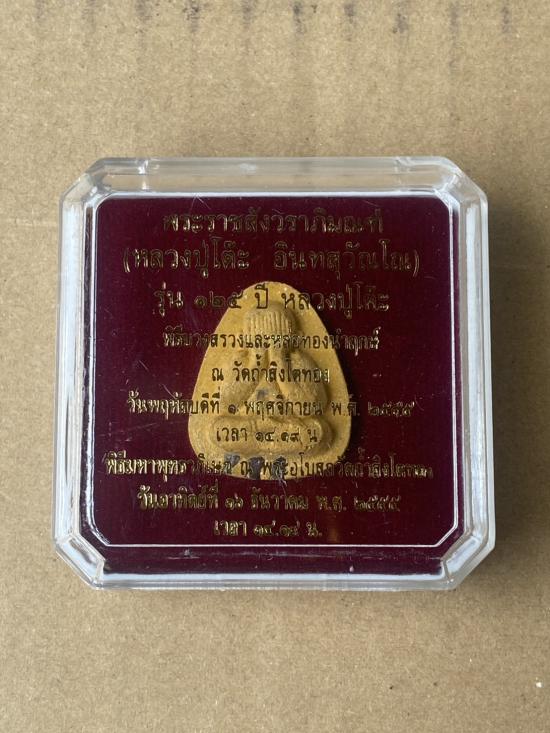 พระราชสังวราภิมณฑ์
(หลวงปู่โต๊ะ อินทสุวัณโณ)
รุ่น ๑๒๕ ปี หลวงปู่โต๊ะ
พิธีบวงสรวงและหล่อทองนำฤกษ์
ณ วัดถ้ำสิงโตทอง
วันพฤหัสบดีที่ ๑ พฤศจิกายน พ.ศ. ๒๕๕๕
เวลา ๑๔.๑๙ น.
พิธีมหาพุทธาภิเษก ณ พระอุโบสถวัดถ้ำสิงโตทอง
วันอาทิตย์ที่ ๑๖ ธันวาคม พ.ศ. ๒๕๕๕
เวลา ๑๔.๑๙ น.